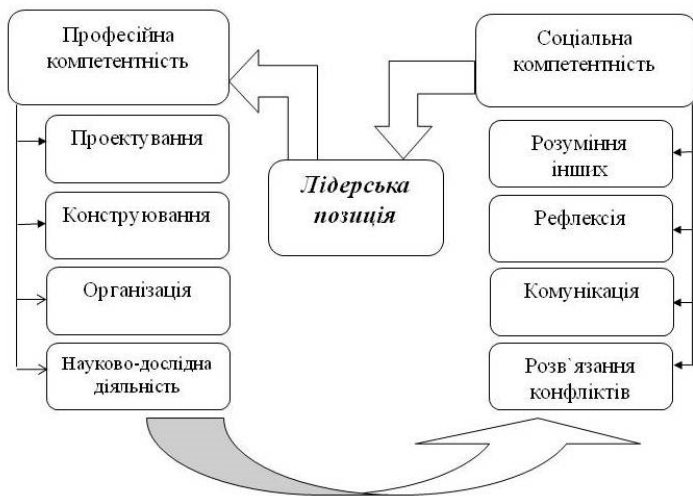 Професійна
компетентність
Проектування
Конструювання
Організація
Науково-дослідна
діяльність
Лідерська
позиція
Соціальна
компетентність
Розуміння
інших
Рефлексія
Комунікація
Розв`язання
конфліктів